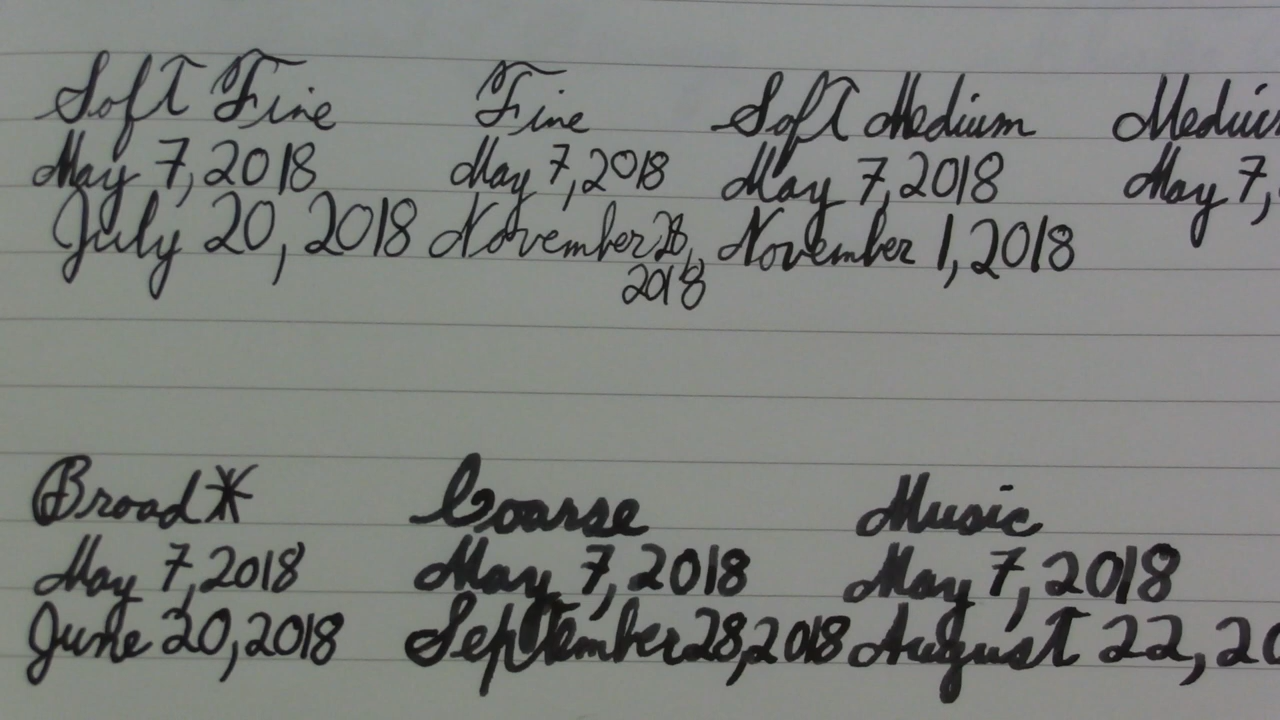 Soft Fine Fine Soft Medium Mediu
May 7, 2018 May 7, 2018 May 7, 2018 May 7,
July 20, 2018 November 28, November 1, 2018
2018
Broad* Coarse Music
May 7, 2018 May 7, 2018 May 7, 2018
June 20, 2018 September 28, 2018 August 22, 20